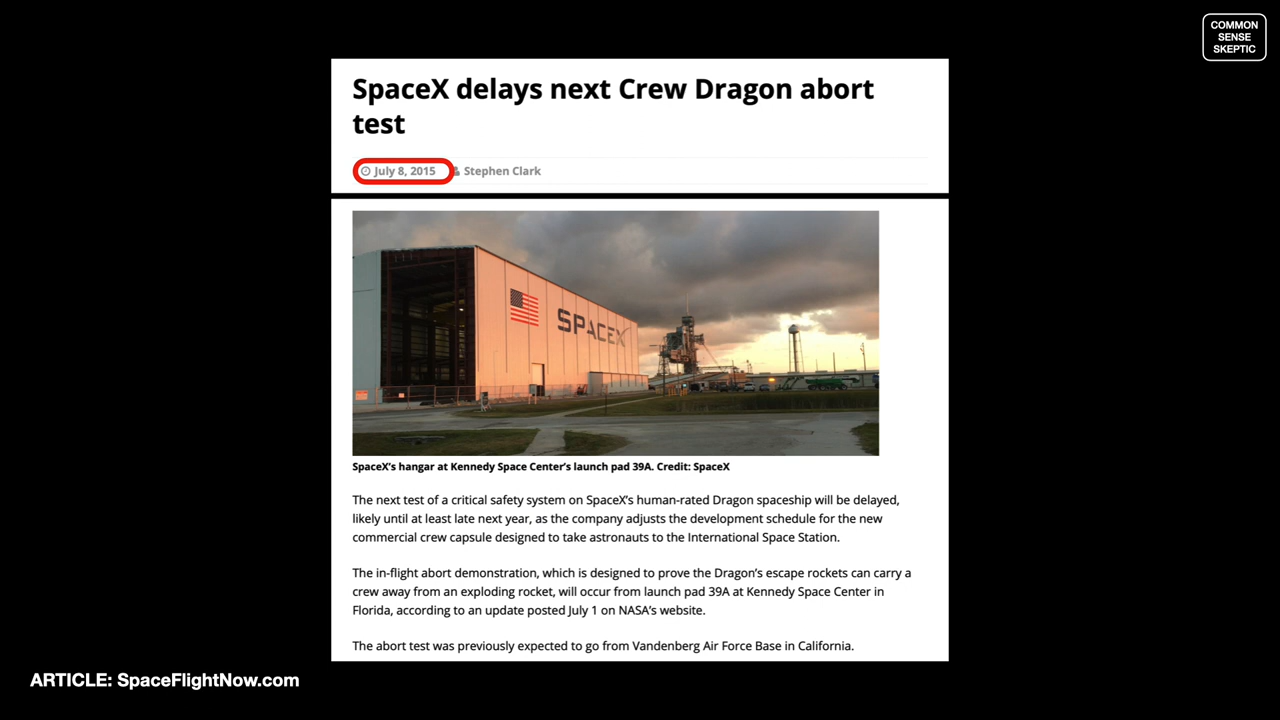 COMMON
SENSE
SKEPTIC
SpaceX delays next Crew Dragon abort
test
July 8, 2015 Stephen Clark
SPACEX
SpaceX's hangar at Kennedy Space Center's launch pad 39A. Credit: SpaceX
The next test of a critical safety system on SpaceX's human-rated Dragon spaceship will be delayed,
likely until at least late next year, as the company adjusts the development schedule for the new
commercial crew capsule designed to take astronauts to the International Space Station.
The in-flight abort demonstration, which is designed to prove the Dragon's escape rockets can carry a
crew away from an exploding rocket, will occur from launch pad 39A at Kennedy Space Center in
Florida, according to an update posted July 1 on NASA's website.
The abort test was previously expected to go from Vandenberg Air Force Base in California.
ARTICLE: SpaceFlightNow.com